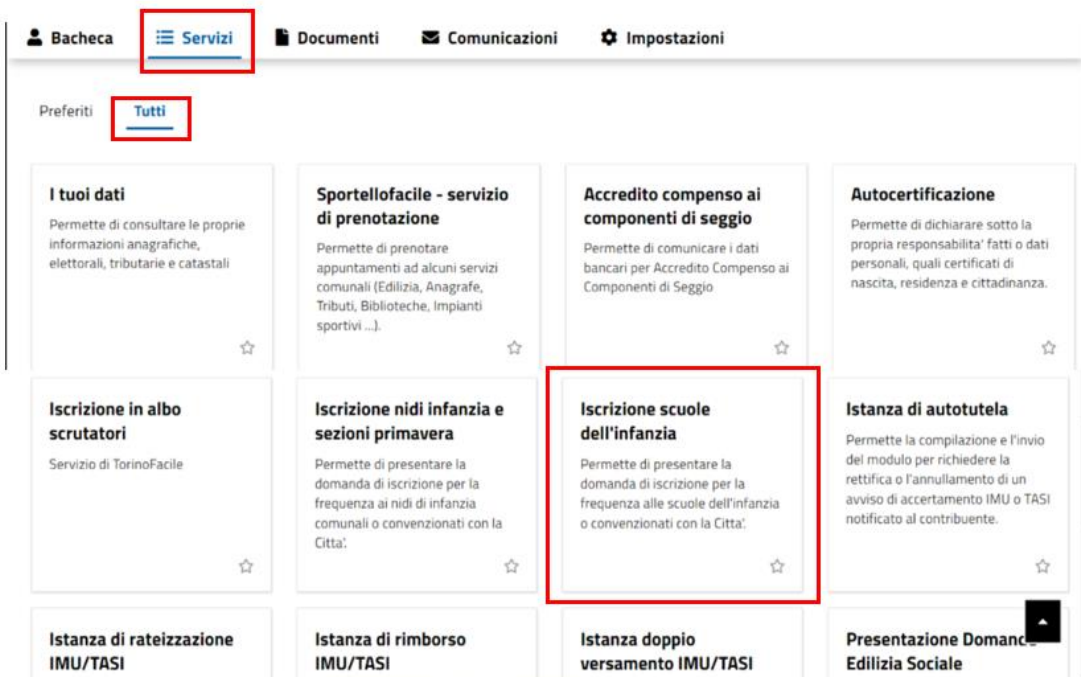 Bacheca Servizi Documenti Comunicazioni Impostazioni
Preferiti Tutti
I tuoi dati
Permette di consultare le proprie
informazioni anagrafiche,
elettorali, tributarie e catastali
Sportellofacile - servizio
di prenotazione
Permette di prenotare
appuntamenti ad alcuni servizi
comunali (Edilizia, Anagrafe,
Tributi, Biblioteche, Impianti
sportivi ...).
Accredito compenso ai
componenti di seggio
Permette di comunicare i dati
bancari per Accredito Compenso ai
Componenti di Seggio
Autocertificazione
Permette di dichiarare sotto la
propria responsabilita' fatti o dati
personali, quali certificati di
nascita, residenza e cittadinanza.
Iscrizione in albo
scrutatori
Servizio di TorinoFacile
Iscrizione nidi infanzia e
sezioni primavera
Permette di presentare la
domanda di iscrizione per la
frequenza ai nidi di infanzia
comunali o convenzionati con la
Citta'.
Iscrizione scuole
dell'infanzia
Permette di presentare la
domanda di iscrizione per la
frequenza alle scuole dell'infanzia
o convenzionati con la Citta'.
Istanza di autotutela
Permette la compilazione e l'invio
del modulo per richiedere la
rettifica o l'annullamento di un
avviso di accertamento IMU o TASI
notificato al contribuente.
Istanza di rateizzazione
IMU/TASI
Istanza di rimborso
IMU/TASI
Istanza doppio
versamento IMU/TASI
Presentazione Domande
Edilizia Sociale